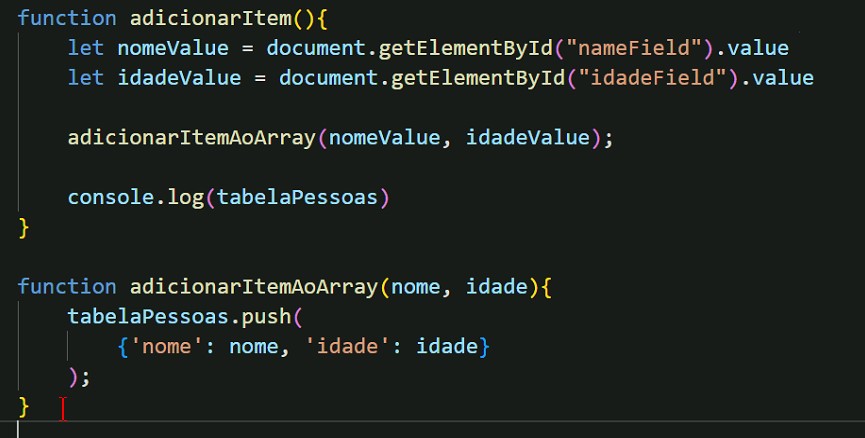 function adicionarItem(){
let nomeValue = document.getElementById("nameField").value
let idadeValue = document.getElementById("idadeField").value
adicionarItemAoArray(nomeValue, idadeValue);
console.log(tabelaPessoas)
}
function adicionarItemAoArray(nome, idade){
tabelaPessoas.push(
{'nome': nome, 'idade': idade}
);
}